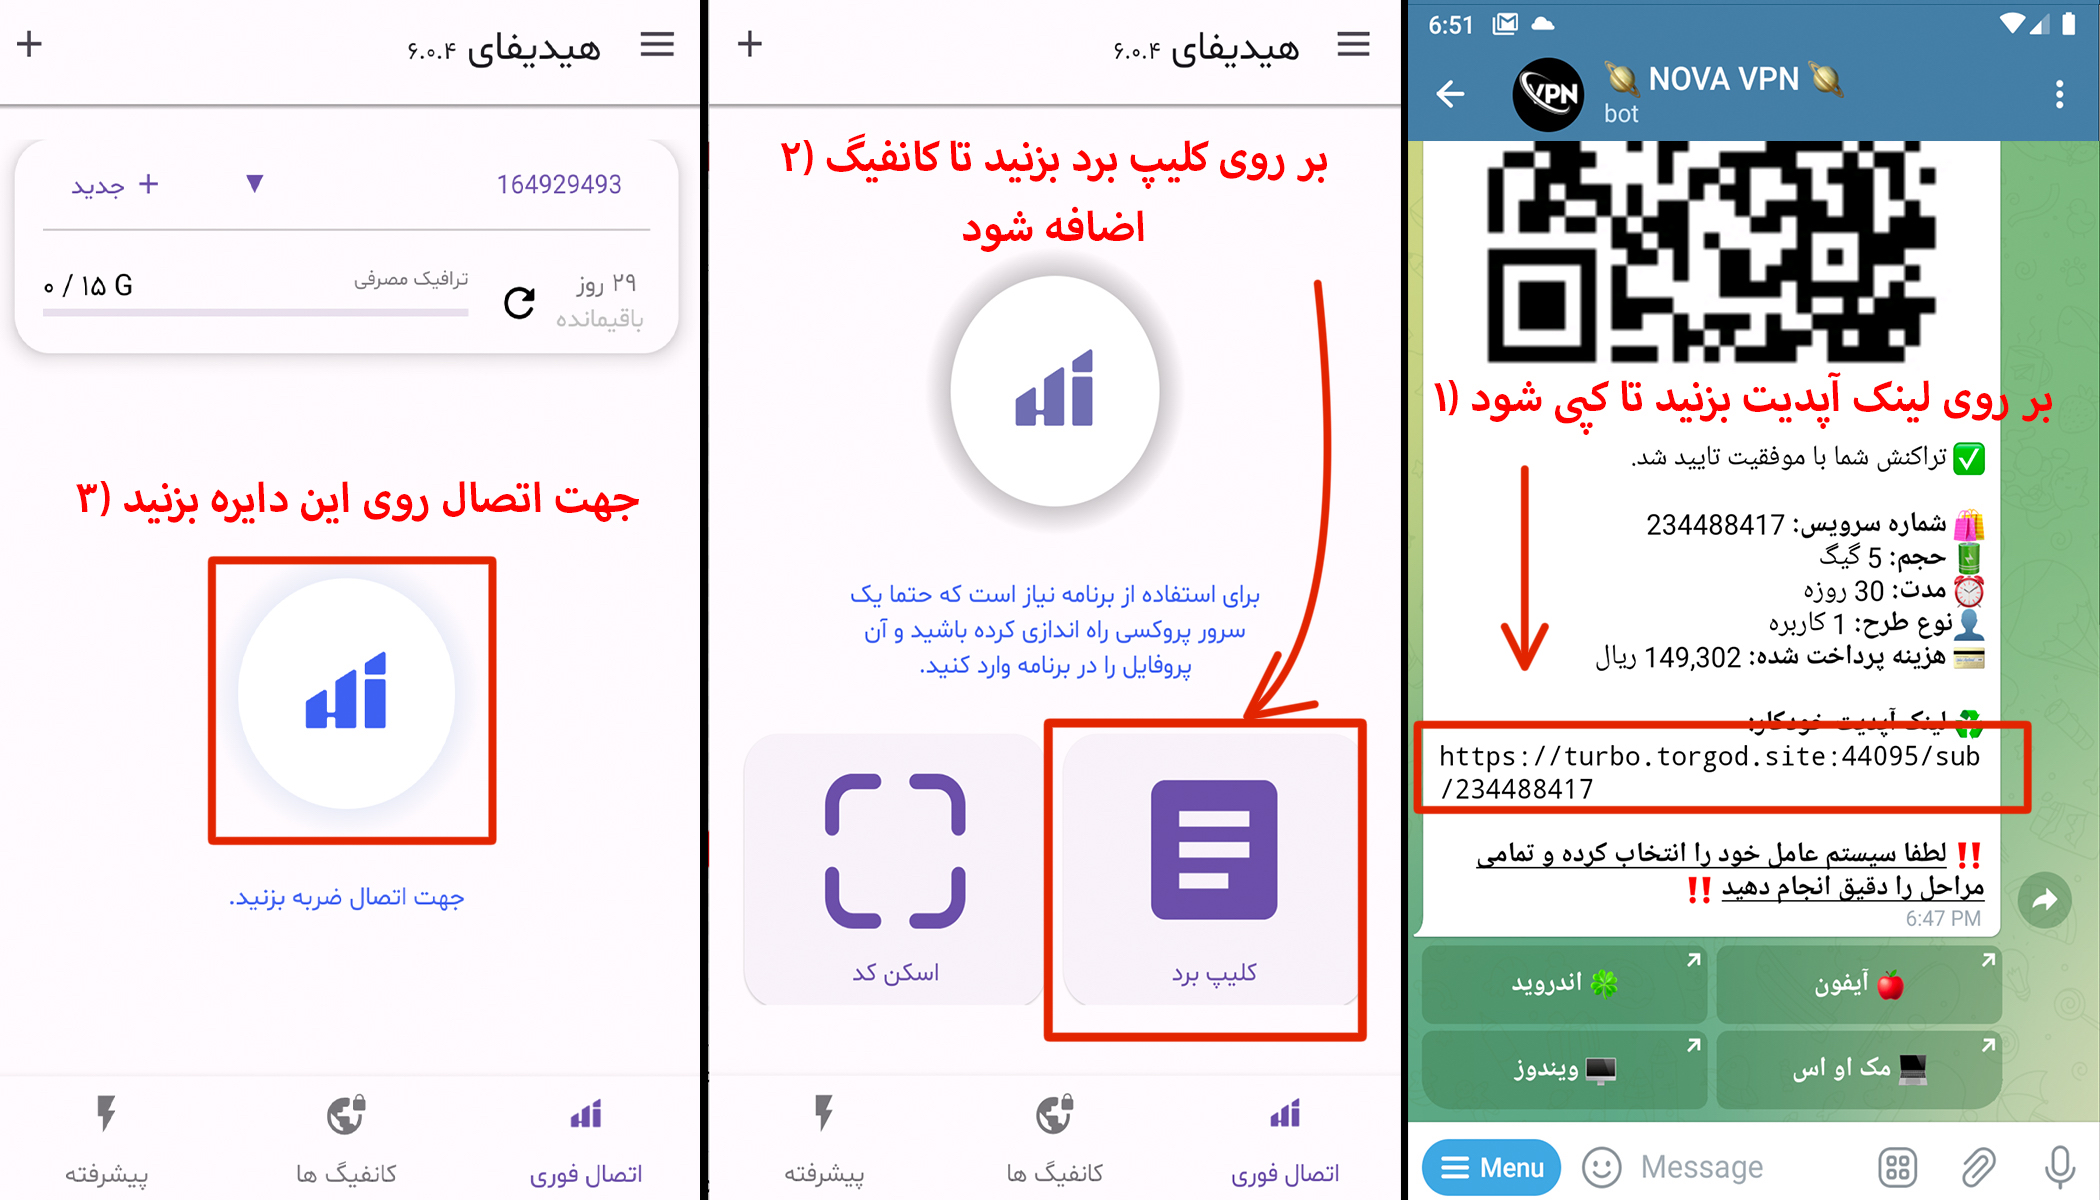 هیدیفای ۶.۰.۴
164929493
+ جدید
۲۹ روز
باقیمانده
ترافیک مصرفی
۰ / ۱۵ G
جهت اتصال روی این دایره بزنید (۳
جهت اتصال ضربه بزنید.
اتصال فوری
کانفیگ ها
پیشرفته
هیدیفای ۶.۰.۴
بر روی کلیپ برد بزنید تا کانفیگ (۲
اضافه شود
برای استفاده از برنامه نیاز است که حتما یک
سرور پروکسی راه اندازی کرده باشید و آن
پروفایل را در برنامه وارد کنید.
کلیپ برد
اسکن کد
اتصال فوری
کانفیگ ها
پیشرفته
6:51
VPN
🪐 NOVA VPN 🪐
bot
بر روی لینک آپدیت بزنید تا کپی شود (۱
✅ تراکنش شما با موفقیت تایید شد.
🛍 شماره سرویس: 234488417
🔋 حجم: 5 گیگ
⏰ مدت: 30 روزه
👤 نوع طرح: 1 کاربره
💳 هزینه پرداخت شده: 149,302 ریال
♻️ لینک آپدیت خودکار:
https://turbo.torgod.site:44095/sub
/234488417
‼️ لطفا سیستم عامل خود را انتخاب کرده و تمامی
مراحل را دقیق انجام دهید ‼️
6:47 PM
🍎 آیفون
🍀 اندروید
💻 مک او اس
🖥 ویندوز
Menu
Message